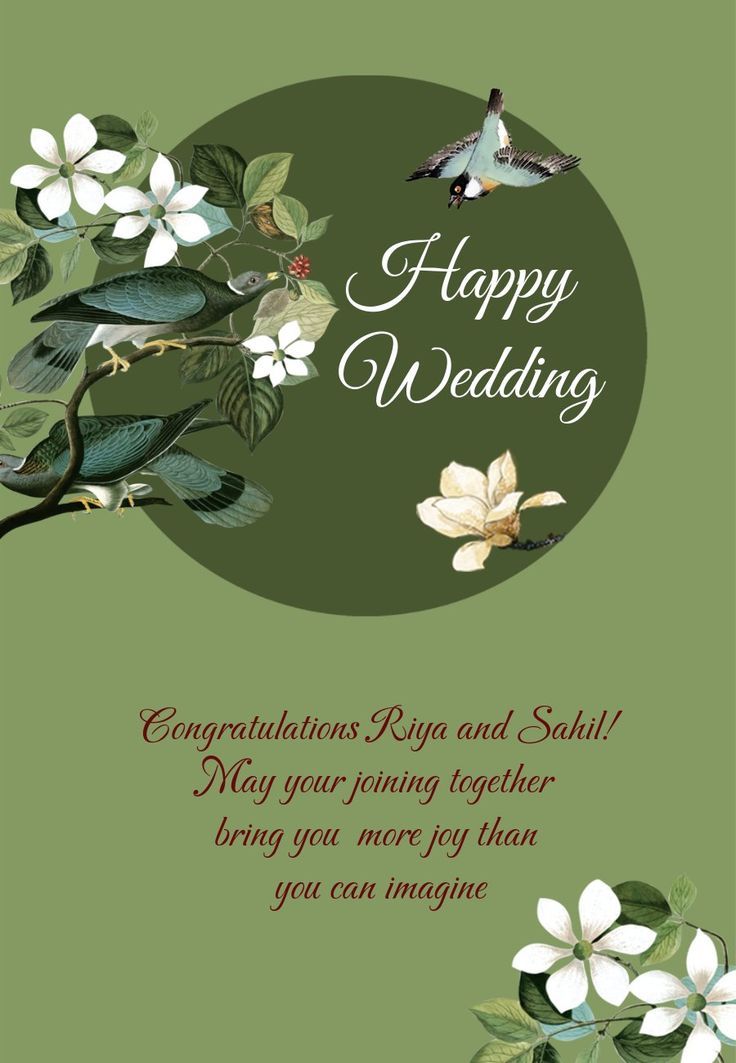 Happy
Wedding
Congratulations Riya and Sahil!
May your joining together
bring you more joy than
you can imagine